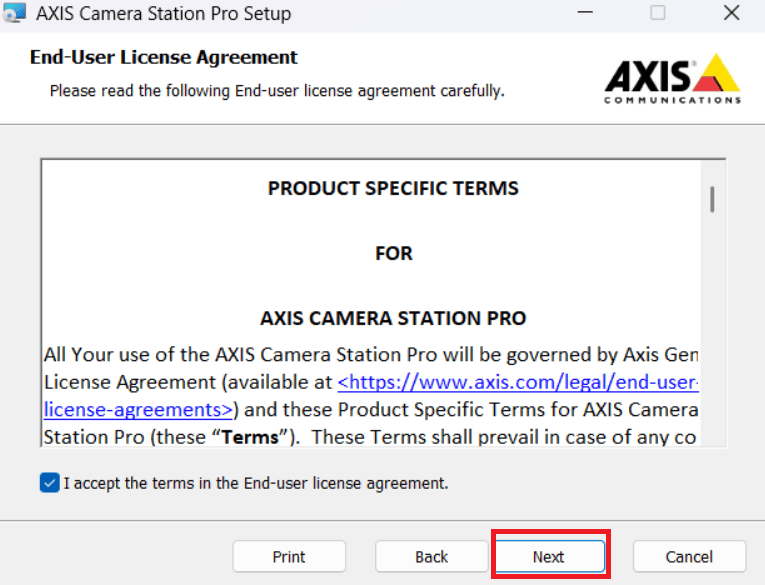 AXIS Camera Station Pro Setup
End-User License Agreement
Please read the following End-user license agreement carefully.
AXIS
COMMUNICATIONS
PRODUCT SPECIFIC TERMS
FOR
AXIS CAMERA STATION PRO
All Your use of the AXIS Camera Station Pro will be governed by Axis Gen
License Agreement (available at <https://www.axis.com/legal/end-user-
license-agreements>) and these Product Specific Terms for AXIS Camera
Station Pro (these “Terms”).  These Terms shall prevail in case of any co
I accept the terms in the End-user license agreement.
Print
Back
Next
Cancel